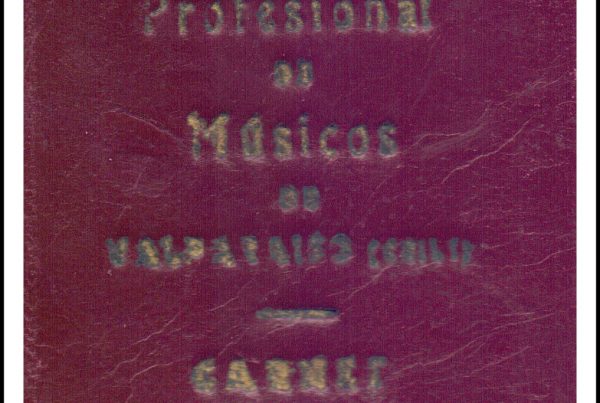 Profesional
de
Músicos
de
VALPARAISO (CHILE)
CARNET